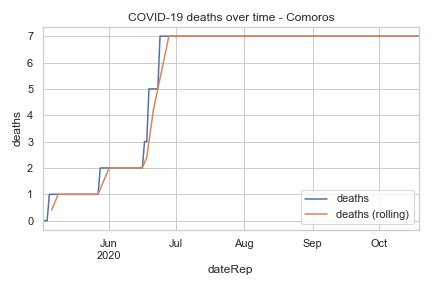 COVID-19 deaths over time - Comoros
deaths
7
6
5
4
3
2
1
0
deaths
deaths (rolling)
Jun
2020
Jul
Aug
Sep
Oct
dateRep